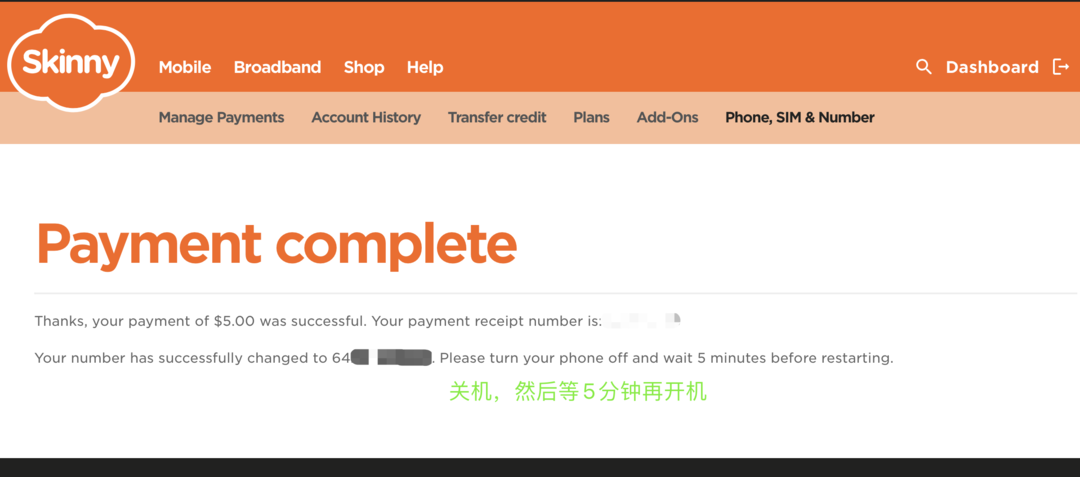 Skinny
Mobile Broadband Shop Help Dashboard
Manage Payments Account History Transfer credit Plans Add-Ons Phone, SIM & Number
Payment complete
Thanks, your payment of $5.00 was successful. Your payment receipt number is:
Your number has successfully changed to 64 . Please turn your phone off and wait 5 minutes before restarting.
关机，然后等5分钟再开机